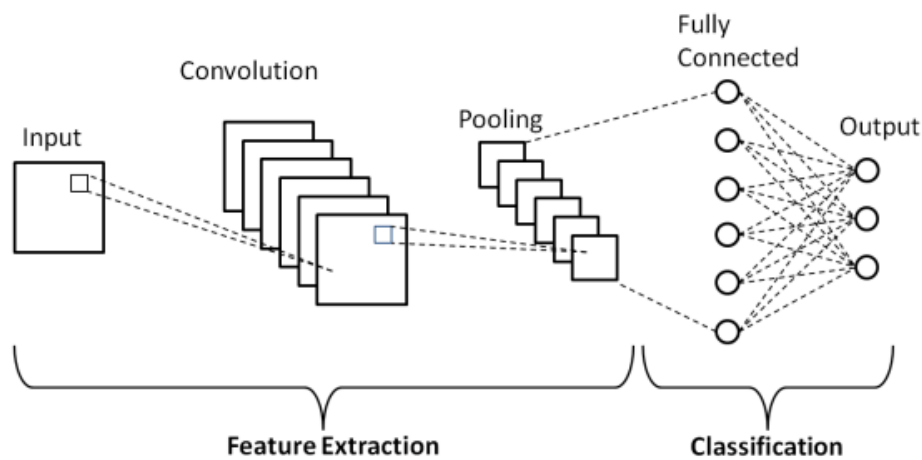 Input
Convolution
Pooling
Fully
Connected
Output
Feature Extraction
Classification